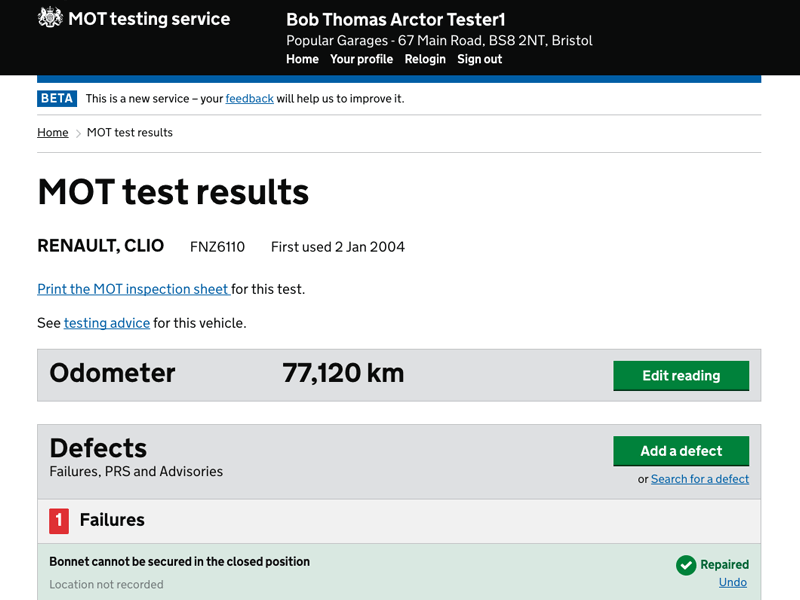 MOT testing service
Bob Thomas Arctor Tester1
Popular Garages - 67 Main Road, BS8 2NT, Bristol
Home Your profile Relogin Sign out
BETA This is a new service – your feedback will help us to improve it.
Home > MOT test results
MOT test results
RENAULT, CLIO FNZ6110 First used 2 Jan 2004
Print the MOT inspection sheet for this test.
See testing advice for this vehicle.
Odometer 77,120 km Edit reading
Defects
Failures, PRS and Advisories
Add a defect
or Search for a defect
1 Failures
Bonnet cannot be secured in the closed position
Location not recorded
Repaired
Undo